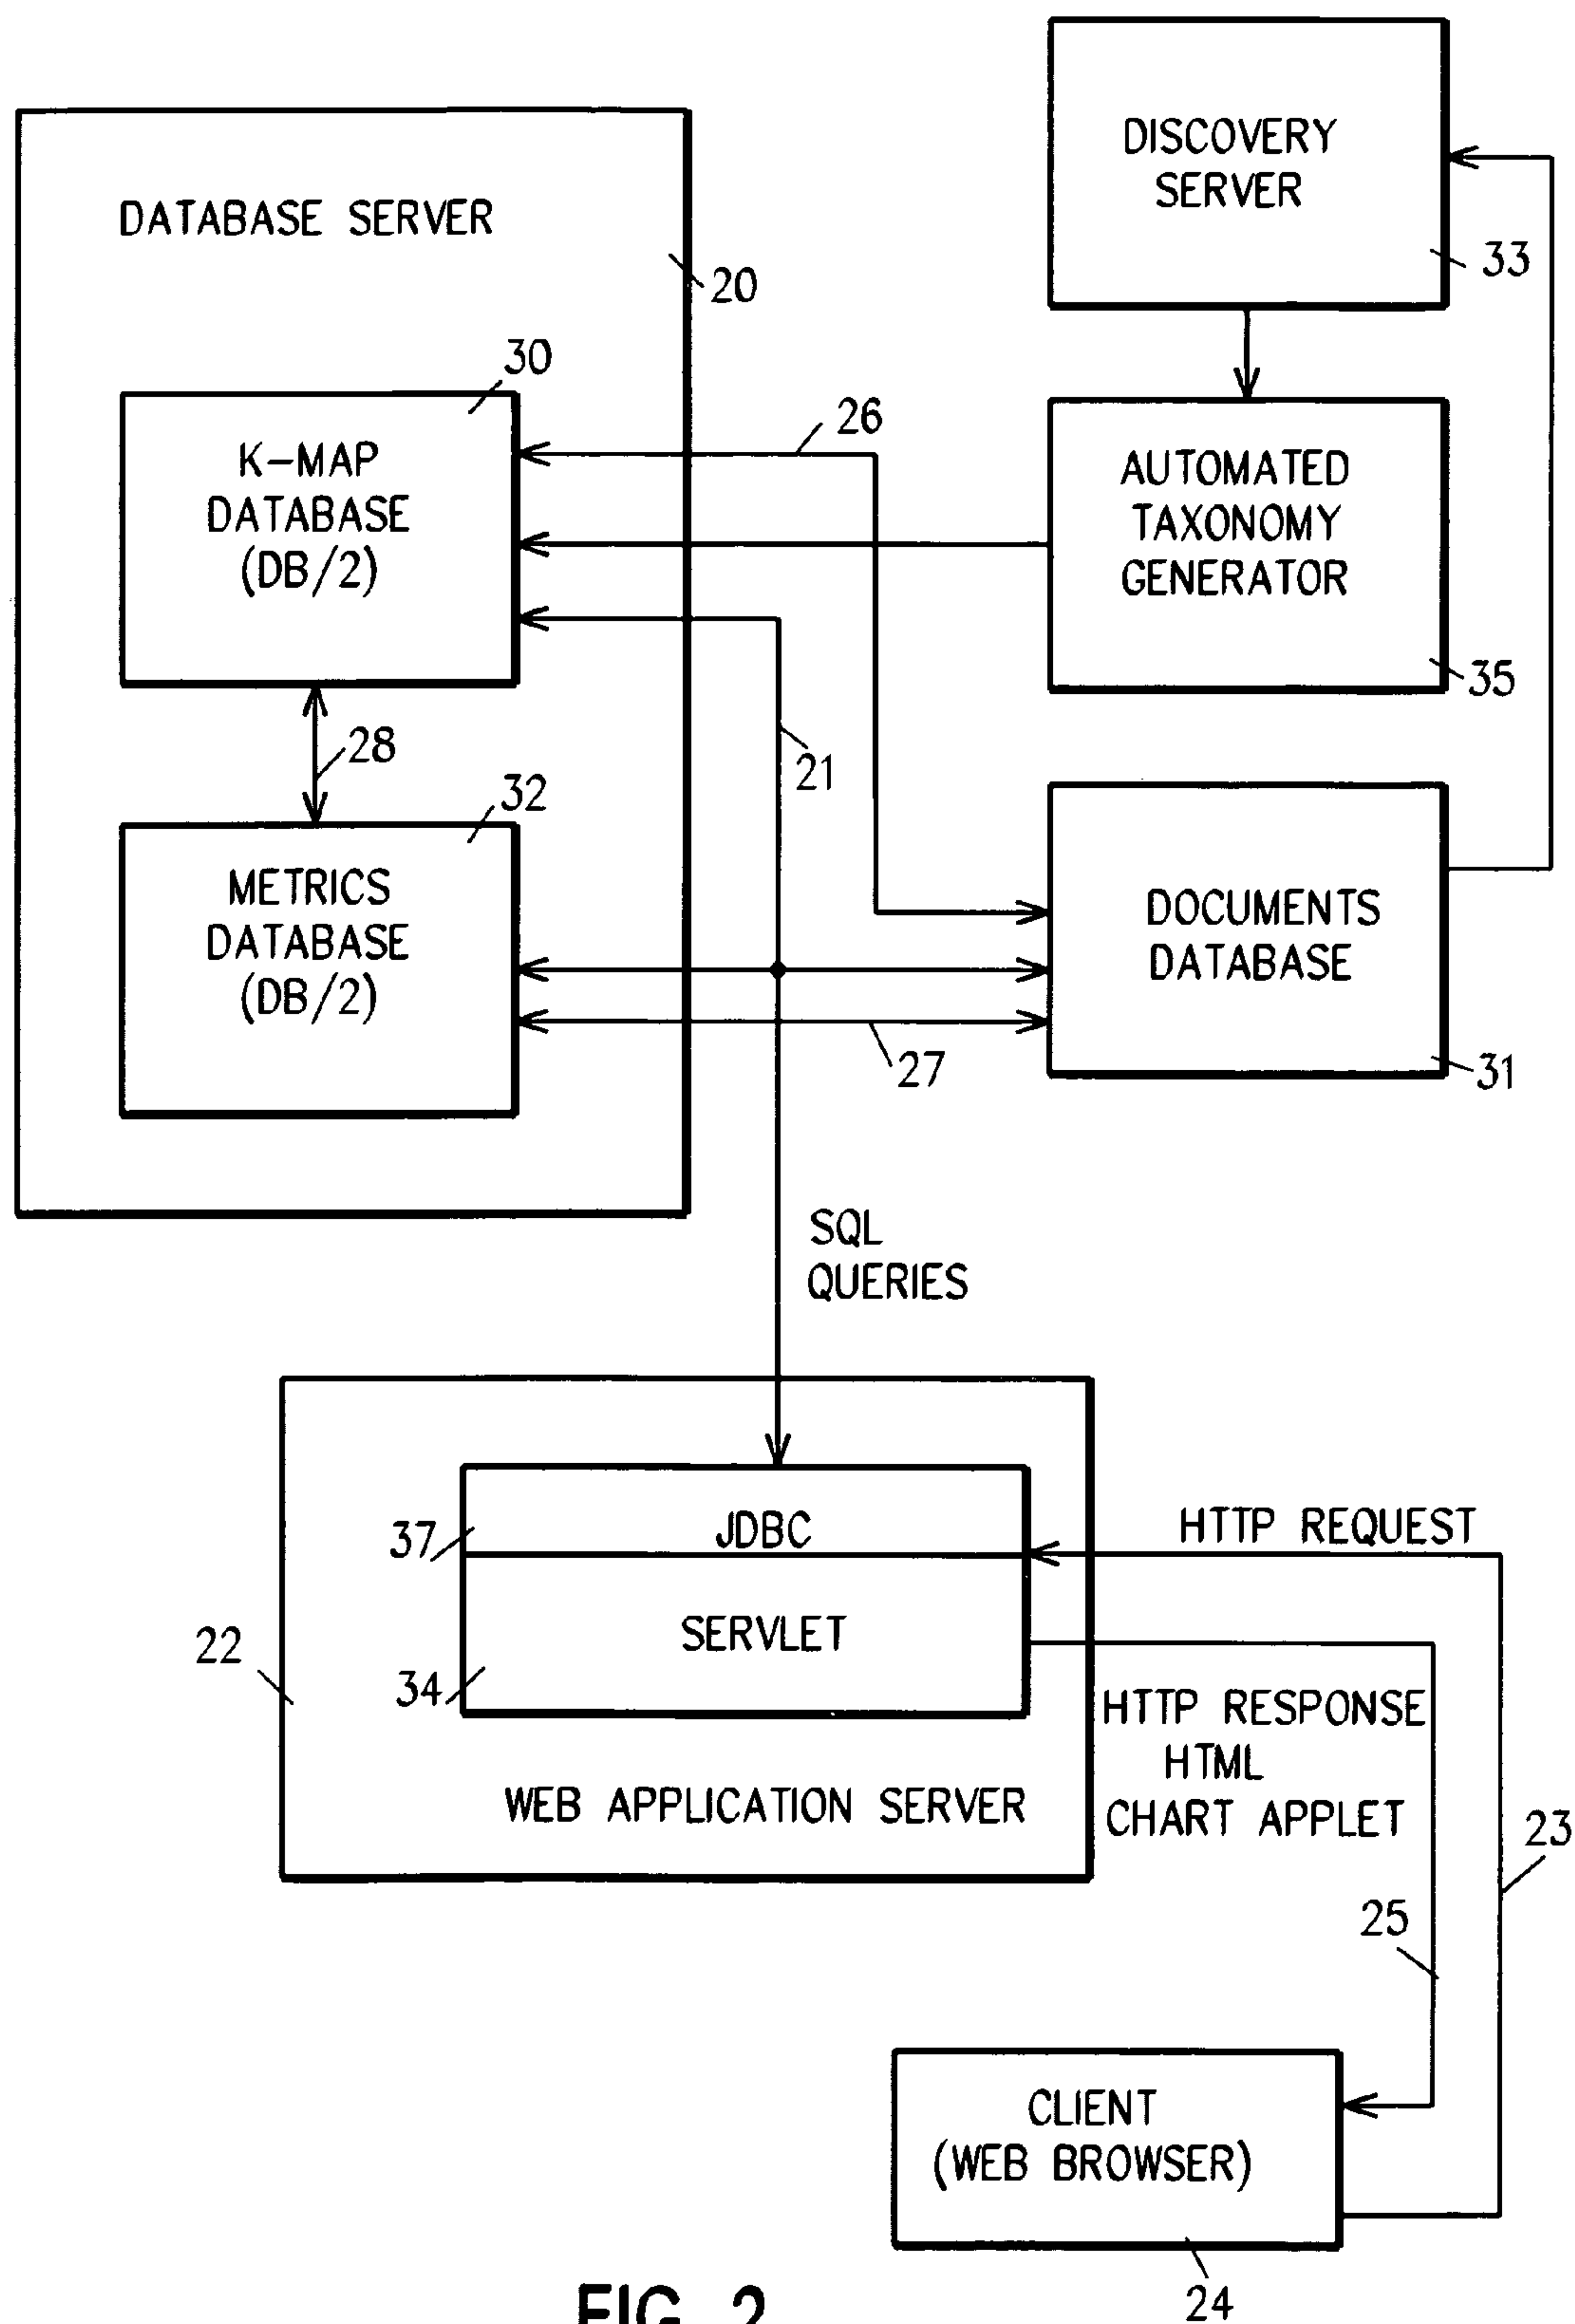 DISCOVERY
SERVER
33
DATABASE SERVER
20
30
K-MAP
DATABASE
(DB/2)
26
AUTOMATED
TAXONOMY
GENERATOR
35
28
21
32
METRICS
DATABASE
(DB/2)
DOCUMENTS
DATABASE
27
31
SQL
QUERIES
37
JDBC
HTTP REQUEST
22
SERVLET
34
HTTP RESPONSE
HTML
CHART APPLET
WEB APPLICATION SERVER
23
25
CLIENT
(WEB BROWSER)
24
FIG. 2